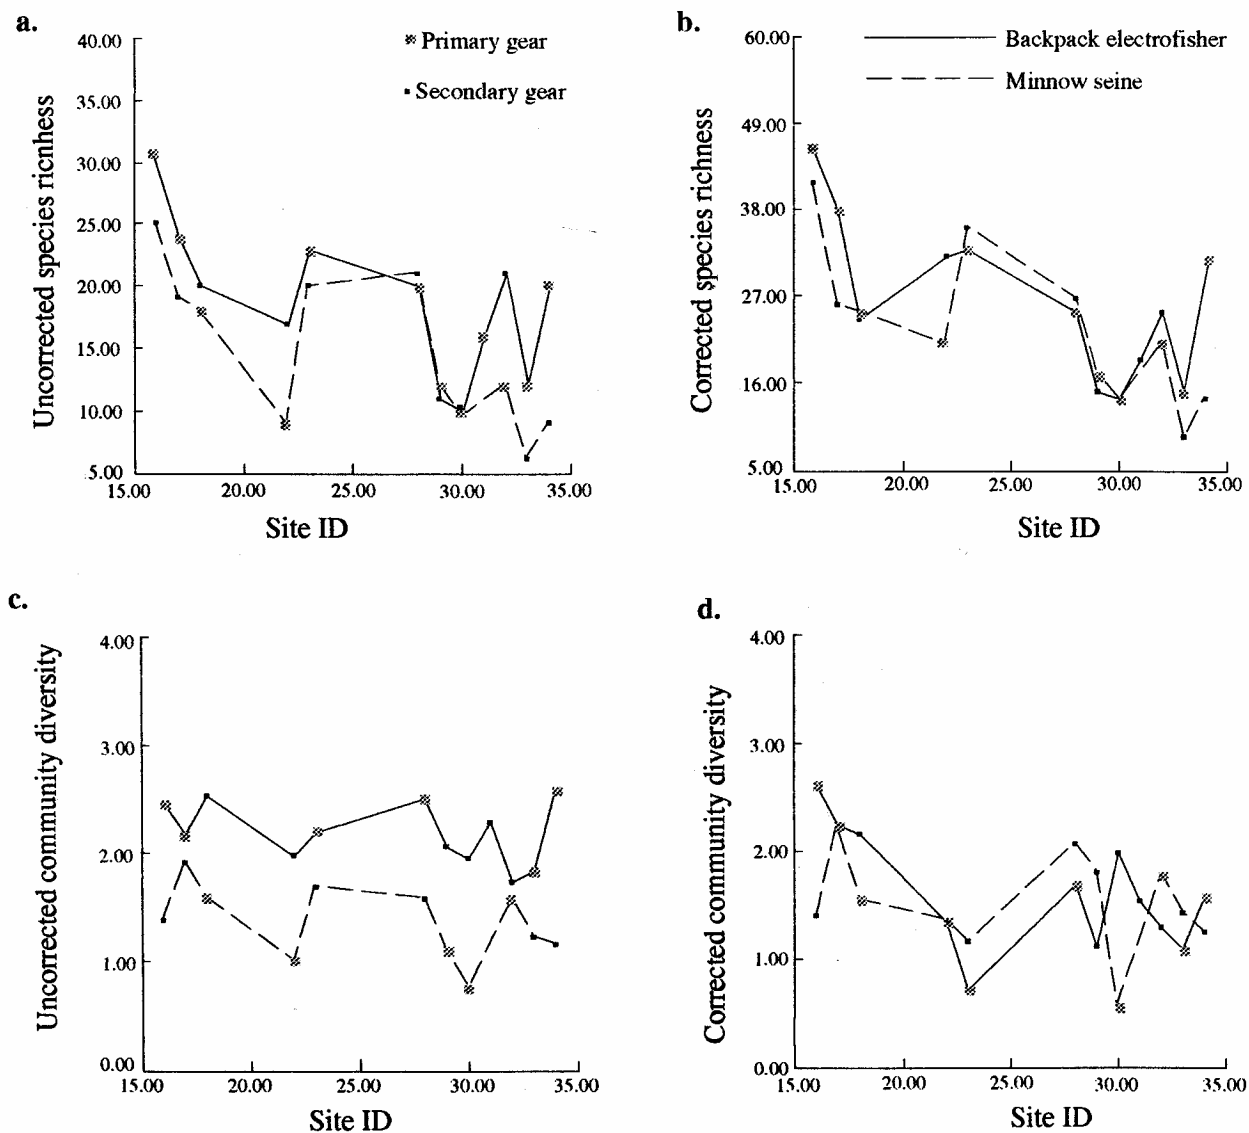 a.
40.00
35.00
30.00
25.00
20.00
15.00
10.00
5.00
15.00 20.00 25.00 30.00 35.00
Uncorrected species ricnhess
Site ID
Primary gear
Secondary gear
b.
60.00
49.00
38.00
27.00
16.00
5.00
15.00 20.00 25.00 30.00 35.00
Corrected species richness
Site ID
Backpack electrofisher
Minnow seine
c.
4.00
3.00
2.00
1.00
0.00
15.00 20.00 25.00 30.00 35.00
Uncorrected community diversity
Site ID
d.
4.00
3.00
2.00
1.00
0.00
15.00 20.00 25.00 30.00 35.00
Corrected community diversity
Site ID